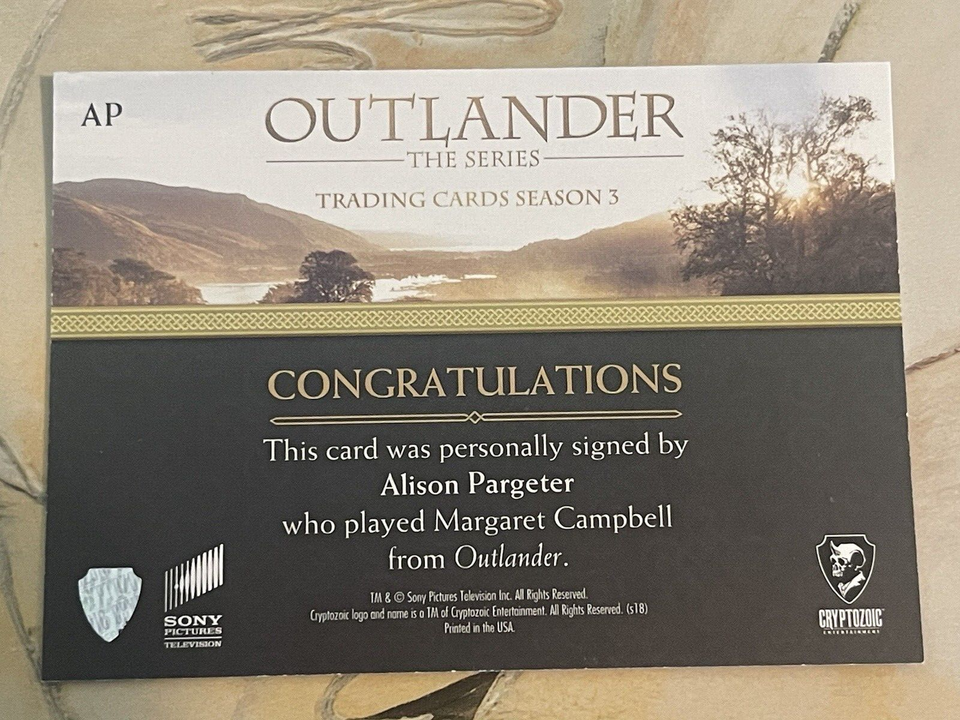 AP
OUTLANDER
THE SERIES
TRADING CARDS SEASON 3
CONGRATULATIONS
This card was personally signed by
Alison Pargeter
who played Margaret Campbell
from Outlander.
TM & © Sony Pictures Television Inc. All Rights Reserved.
Cryptozoic logo and name is a TM of Cryptozoic Entertainment. All Rights Reserved. (s18)
Printed in the USA.
SONY
PICTURES
TELEVISION
CRYPTOZOIC
ENTERTAINMENT